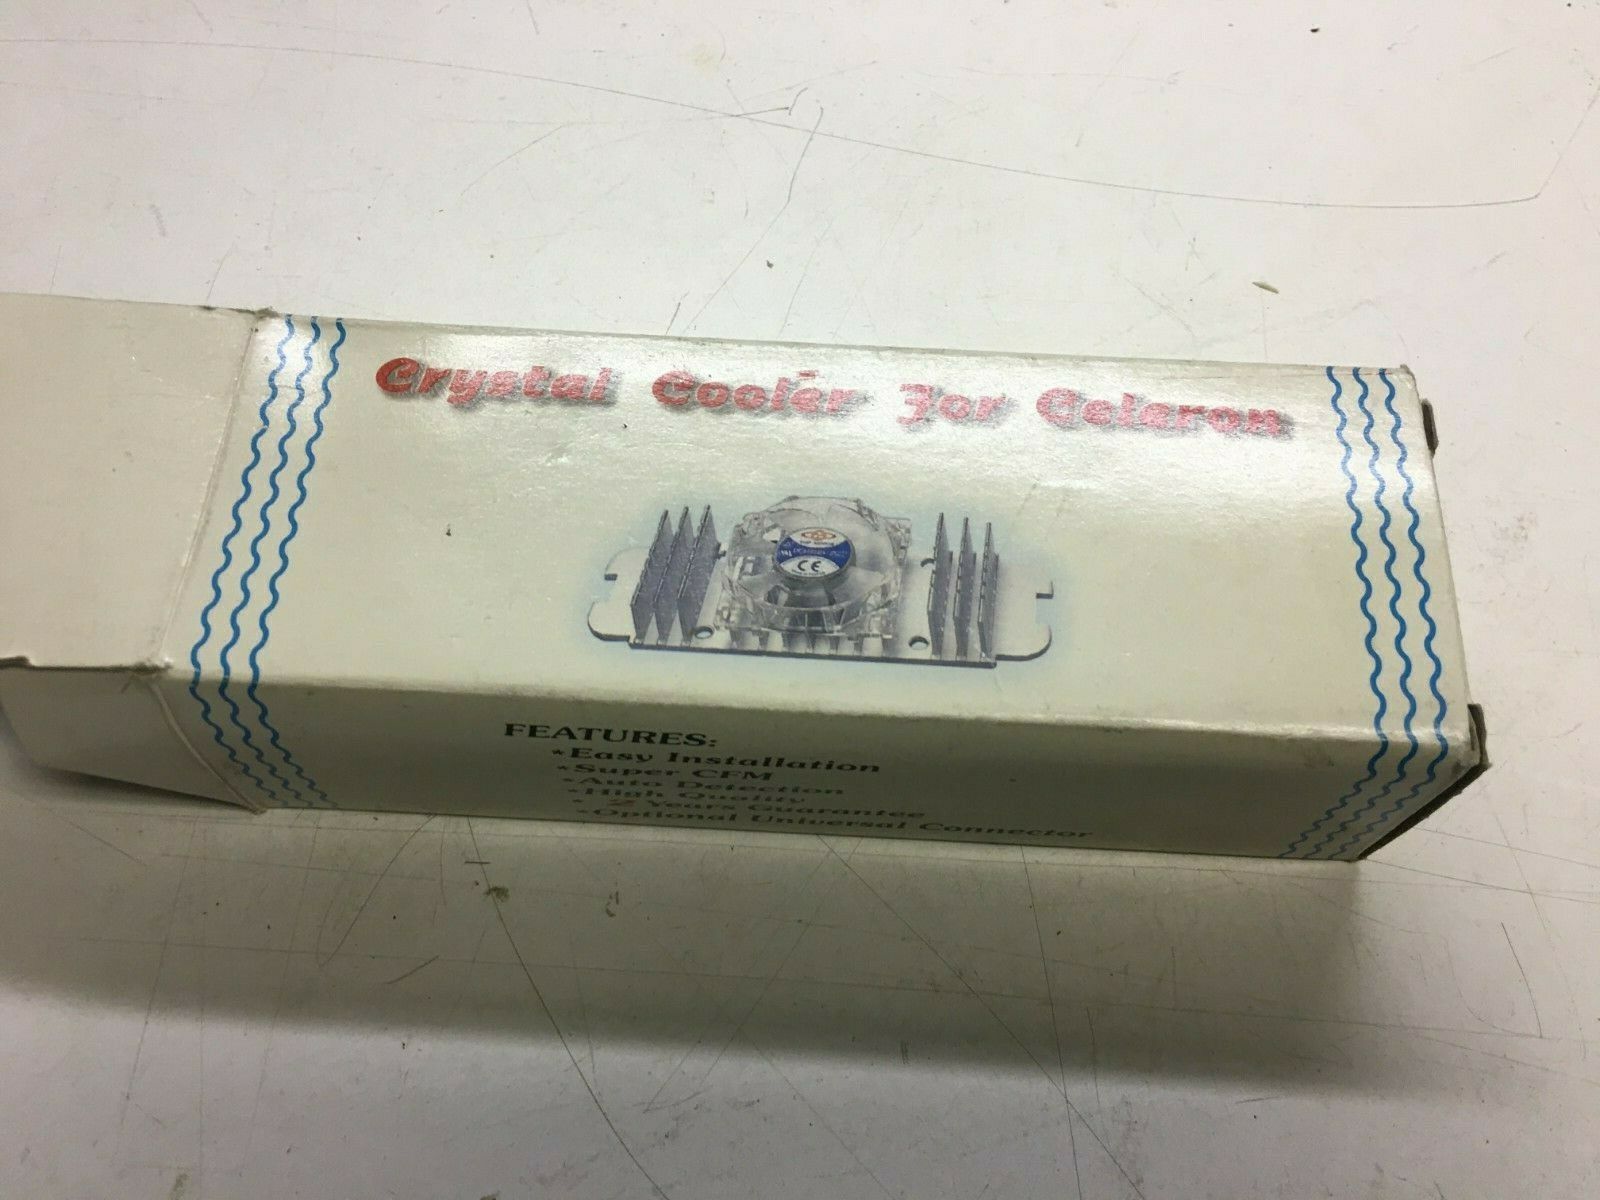 Crystal Cooler For Celeron
CE
FEATURES:
*Easy Installation
*Super CFM
*Auto Detection
*High Quality
* 2 Years Guarantee
*Optional Universal Connector